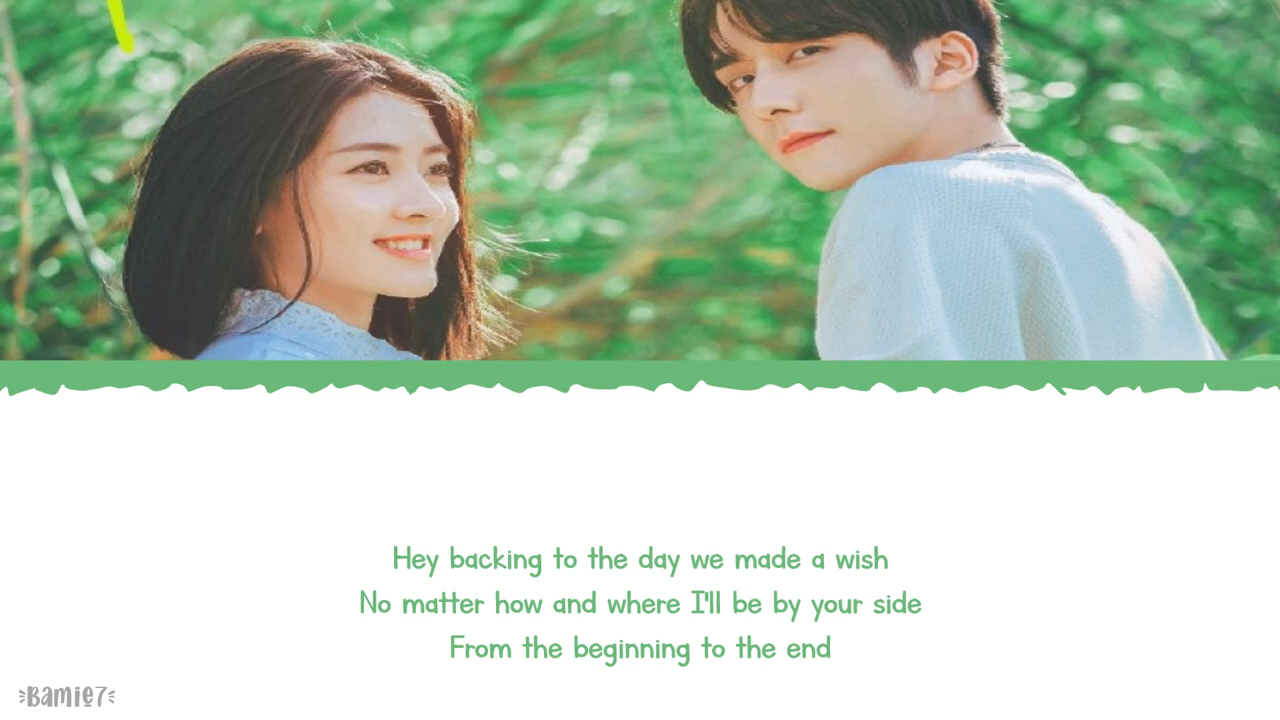 Hey backing to the day we made a wish
No matter how and where I'll be by your side
From the beginning to the end
Bamie7